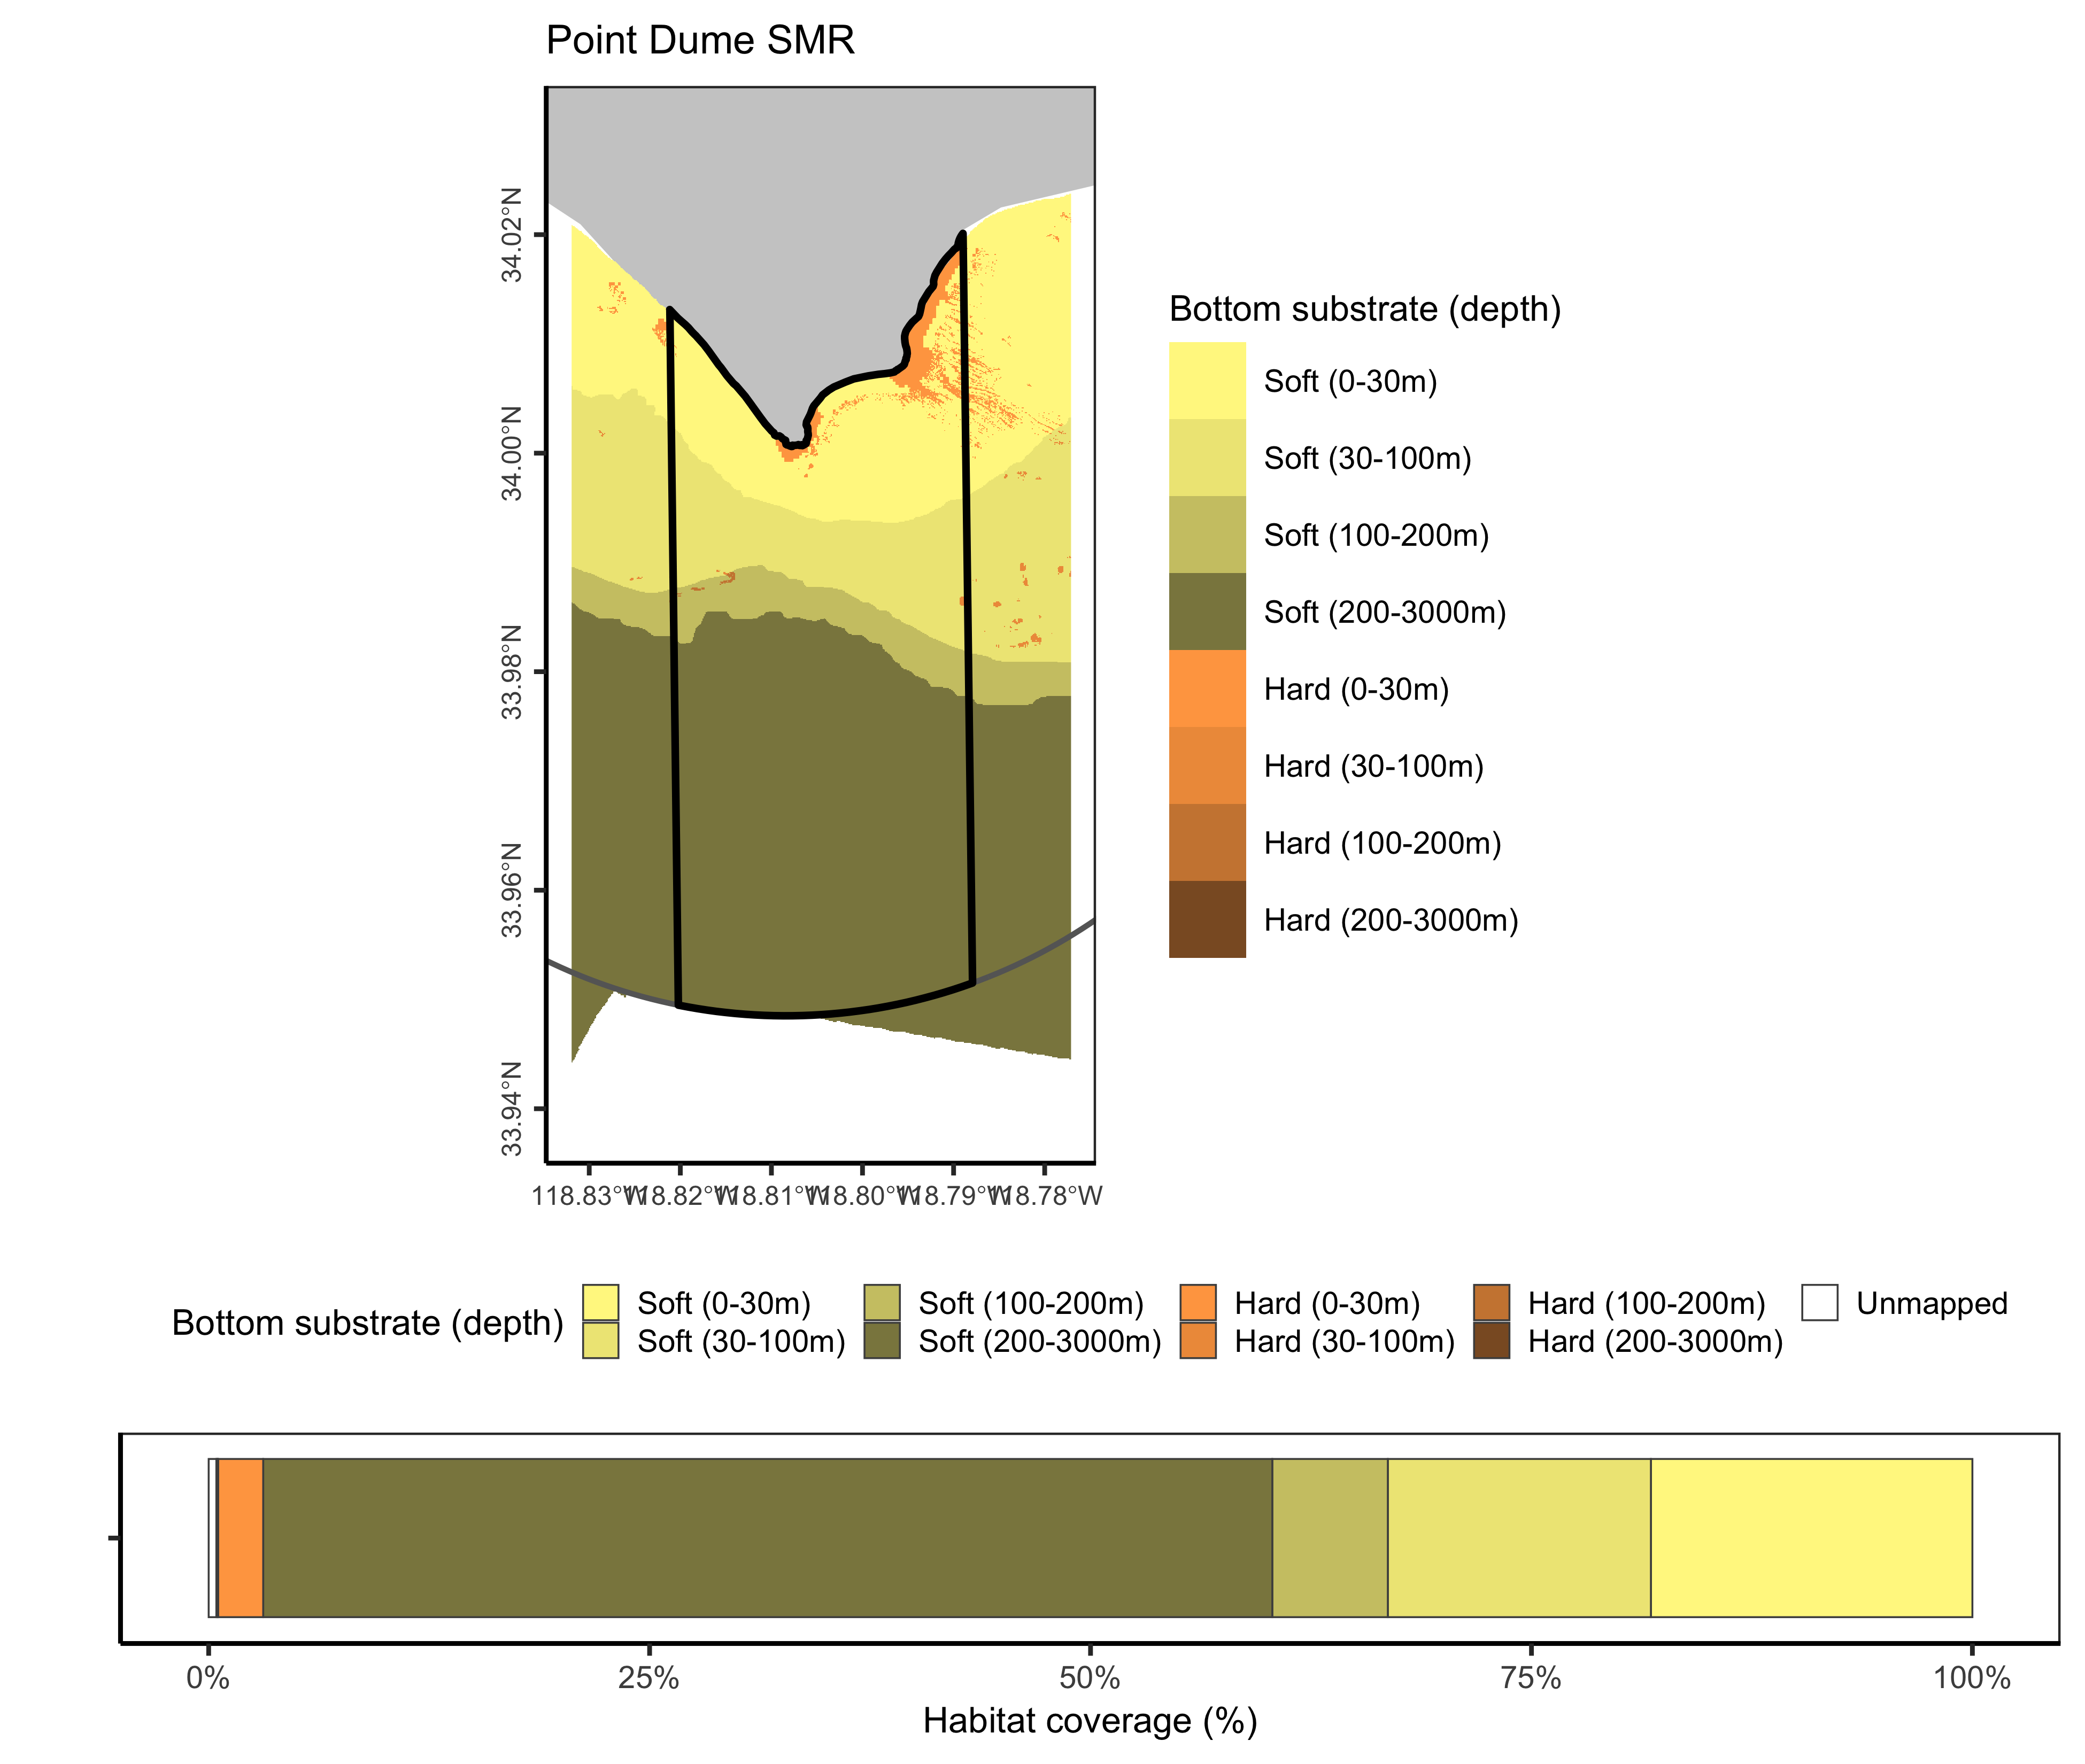 Point Dume SMR
34.02°N
34.00°N
33.98°N
33.96°N
33.94°N
118.83°W 118.82°W 118.81°W 118.80°W 118.79°W 118.78°W
Bottom substrate (depth)
Soft (0-30m)
Soft (30-100m)
Soft (100-200m)
Soft (200-3000m)
Hard (0-30m)
Hard (30-100m)
Hard (100-200m)
Hard (200-3000m)
Bottom substrate (depth)
Soft (0-30m) Soft (100-200m) Hard (0-30m) Hard (100-200m) Unmapped
Soft (30-100m) Soft (200-3000m) Hard (30-100m) Hard (200-3000m)
0% 25% 50% 75% 100%
Habitat coverage (%)